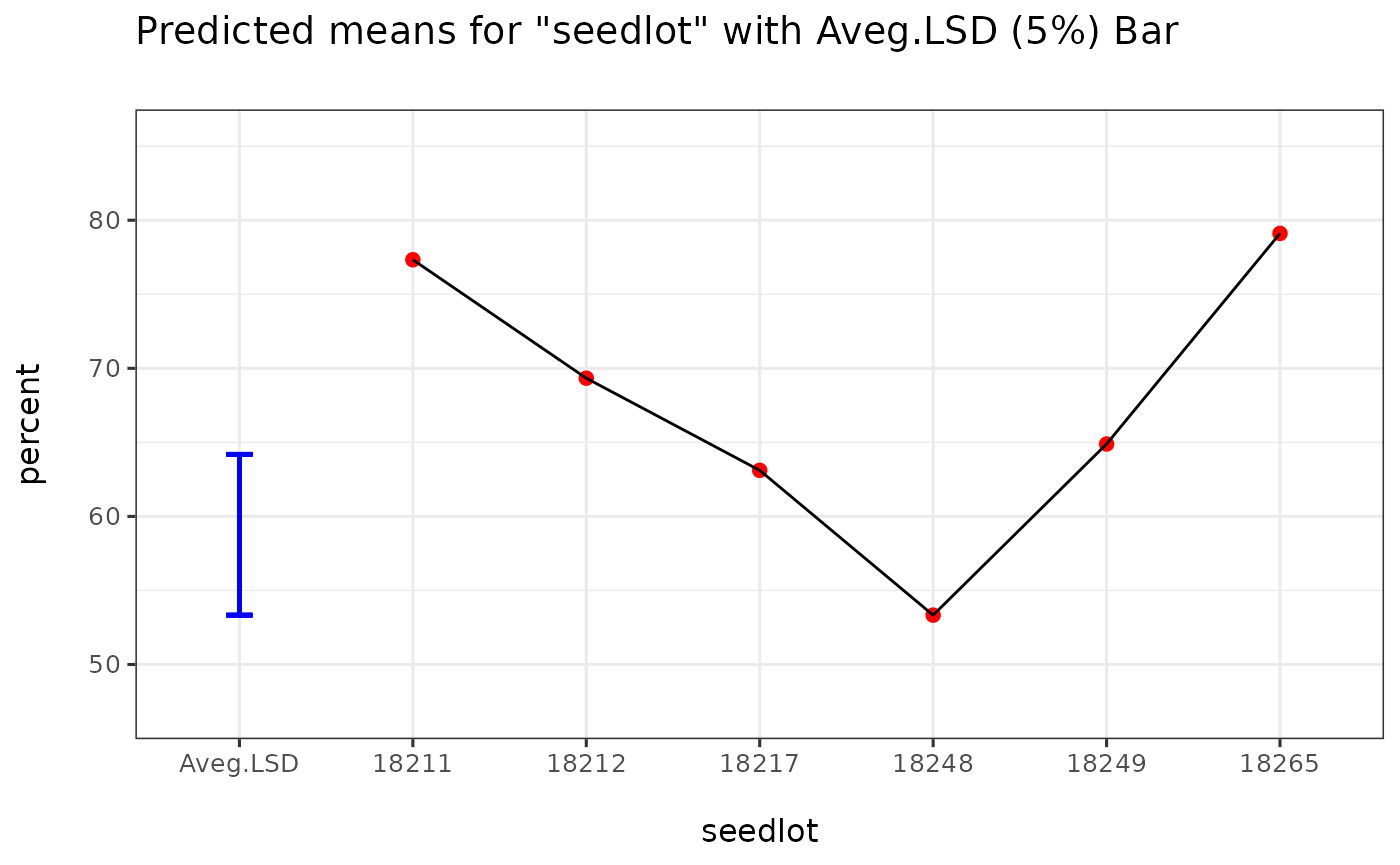 Predicted means for "seedlot" with Aveg.LSD (5%) Bar
percent
80
70
60
50
Aveg.LSD 18211 18212 18217 18248 18249 18265
seedlot